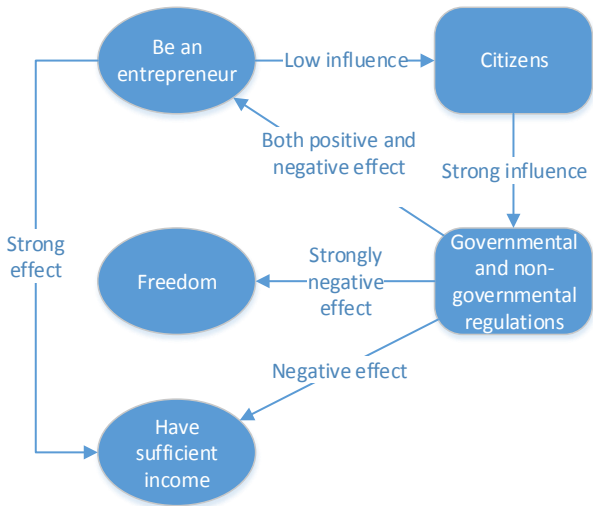 Be an
entrepreneur
Low influence
Citizens
Both positive and
negative effect
Strong influence
Strong
effect
Freedom
Strongly
negative
effect
Governmental
and non-
governmental
regulations
Negative effect
Have
sufficient
income